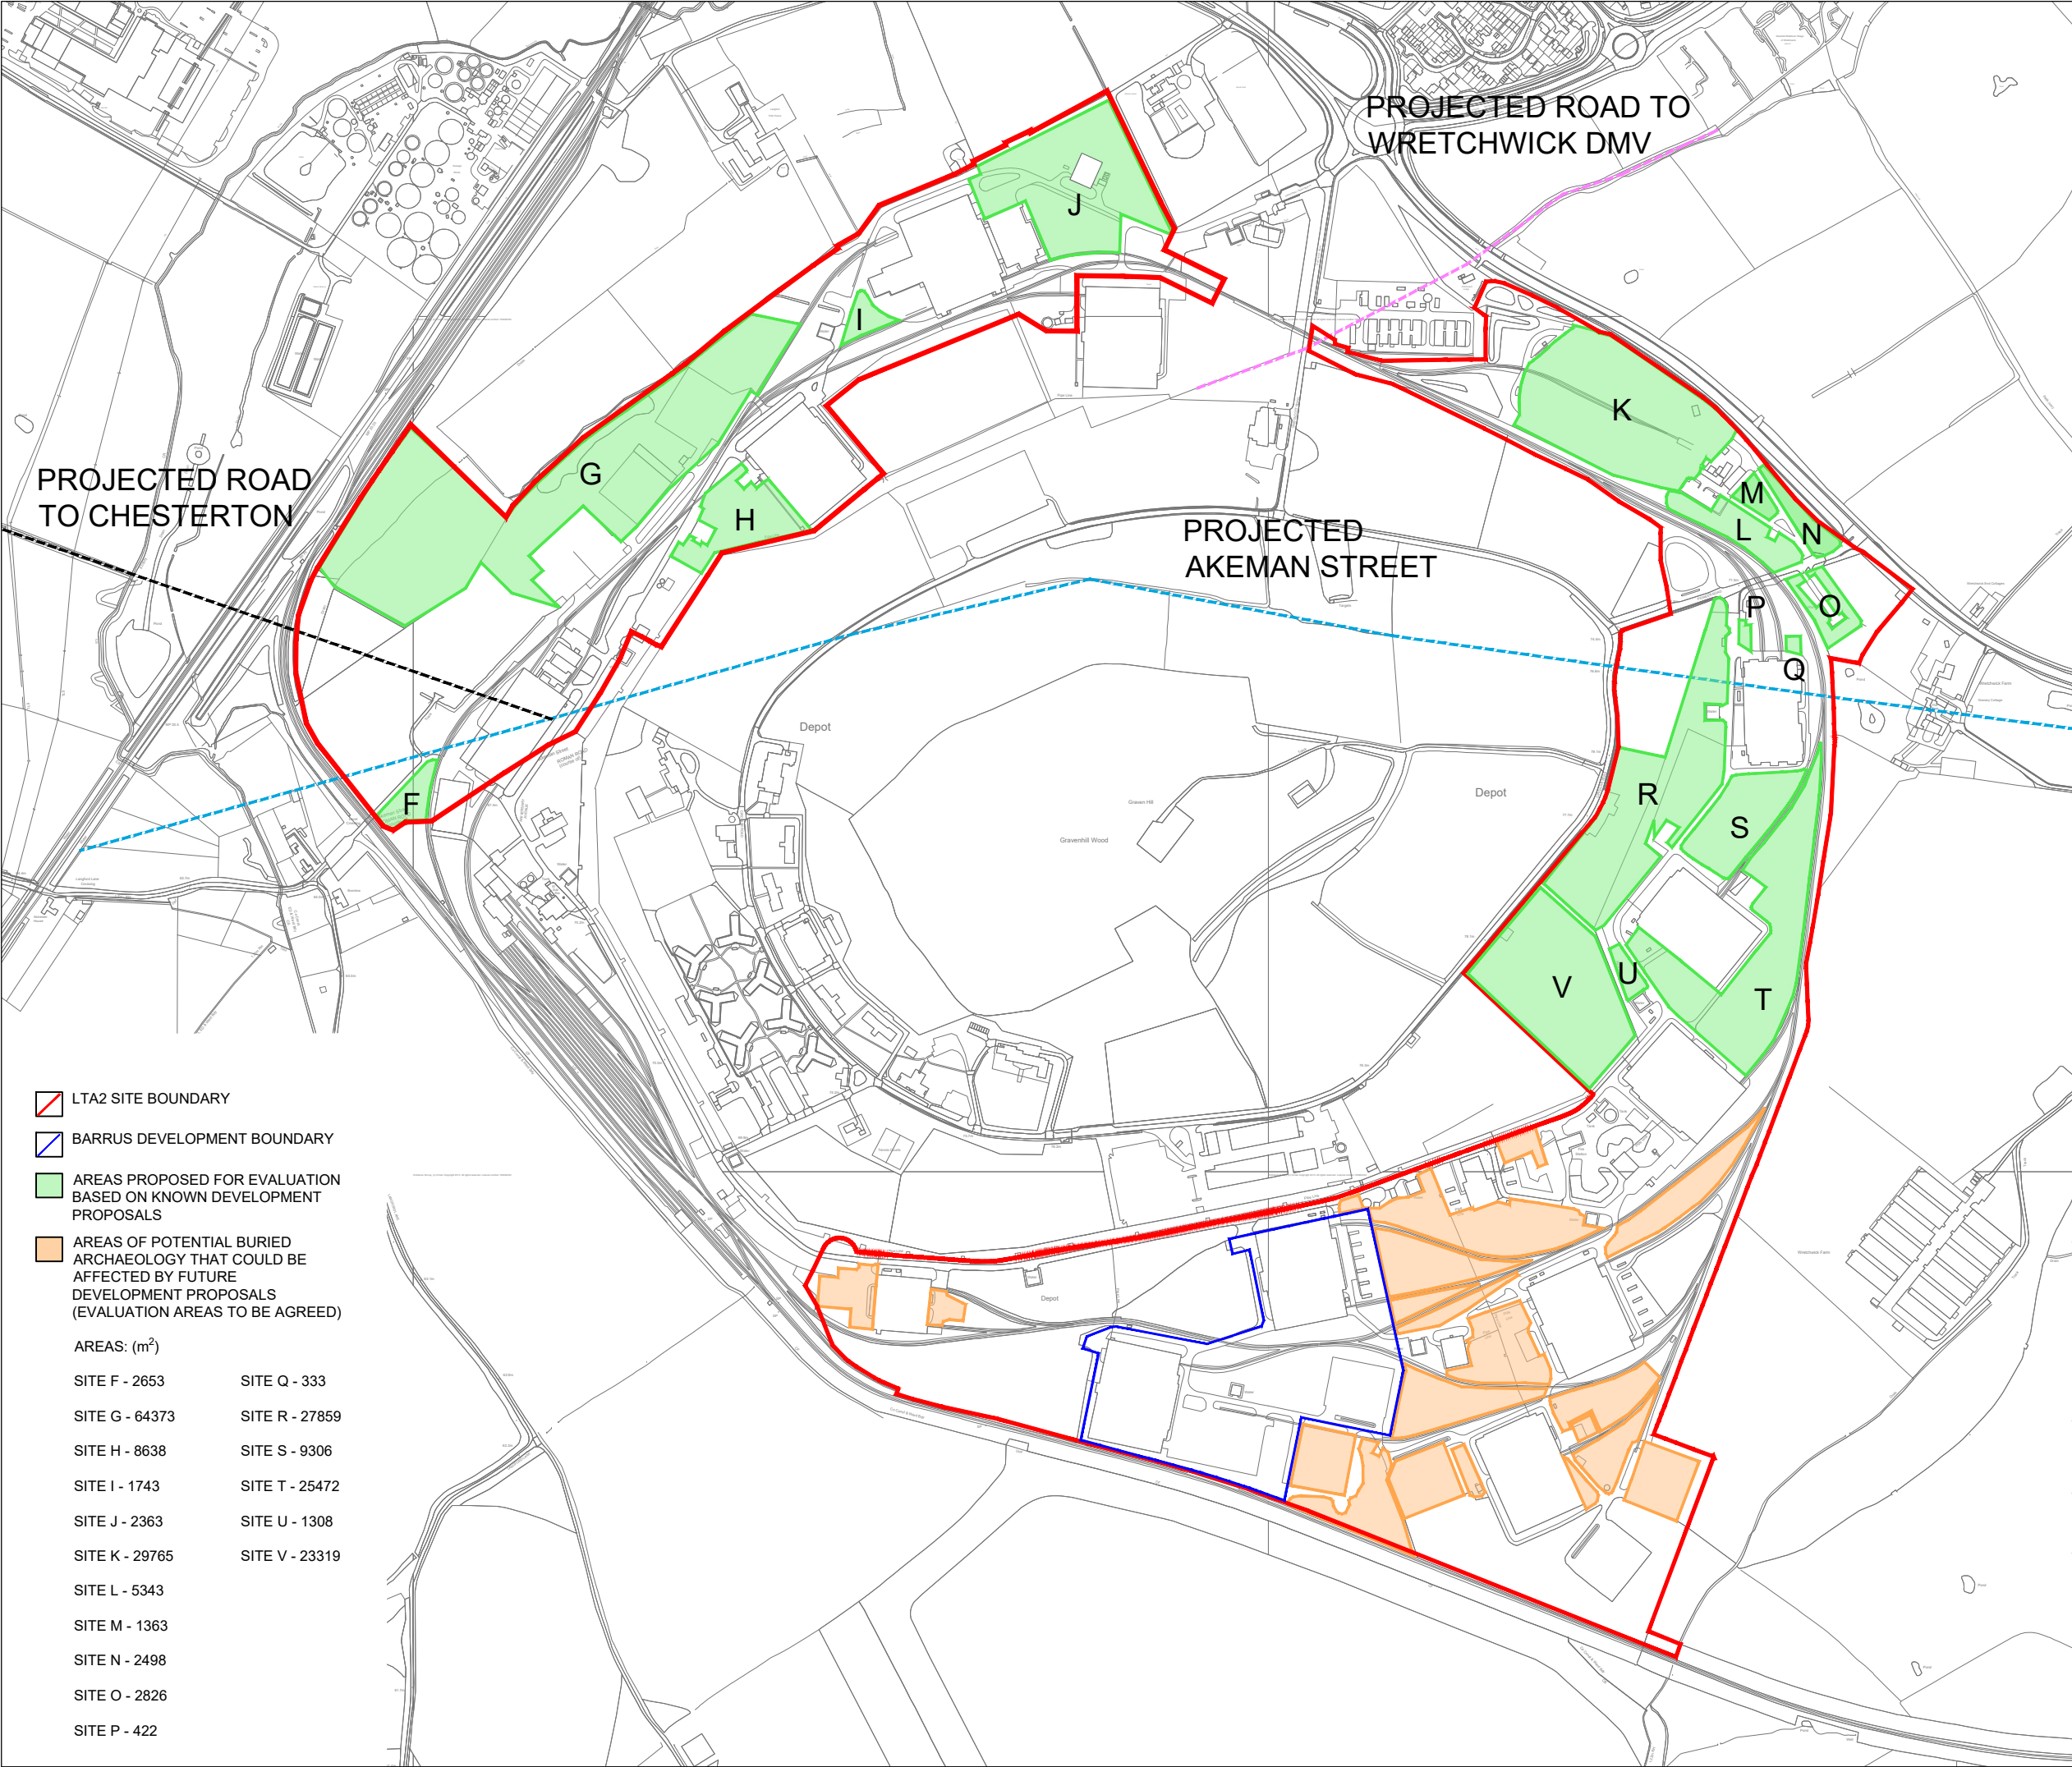 PROJECTED ROAD TO
WRETCHWICK DMV
J
I
K
PROJECTED ROAD
TO CHESTERTON
G
H
M
L
N
PROJECTED
AKEMAN STREET
P
O
Q
Depot
Depot
F
R
S
Graven Hill
Gravenhill Wood
V
U
T
Depot
LTA2 SITE BOUNDARY
BARRUS DEVELOPMENT BOUNDARY
AREAS PROPOSED FOR EVALUATION
BASED ON KNOWN DEVELOPMENT
PROPOSALS
AREAS OF POTENTIAL BURIED
ARCHAEOLOGY THAT COULD BE
AFFECTED BY FUTURE
DEVELOPMENT PROPOSALS
(EVALUATION AREAS TO BE AGREED)
AREAS: (m²)
SITE F - 2653
SITE G - 64373
SITE H - 8638
SITE I - 1743
SITE J - 2363
SITE K - 29765
SITE L - 5343
SITE M - 1363
SITE N - 2498
SITE O - 2826
SITE P - 422
SITE Q - 333
SITE R - 27859
SITE S - 9306
SITE T - 25472
SITE U - 1308
SITE V - 23319